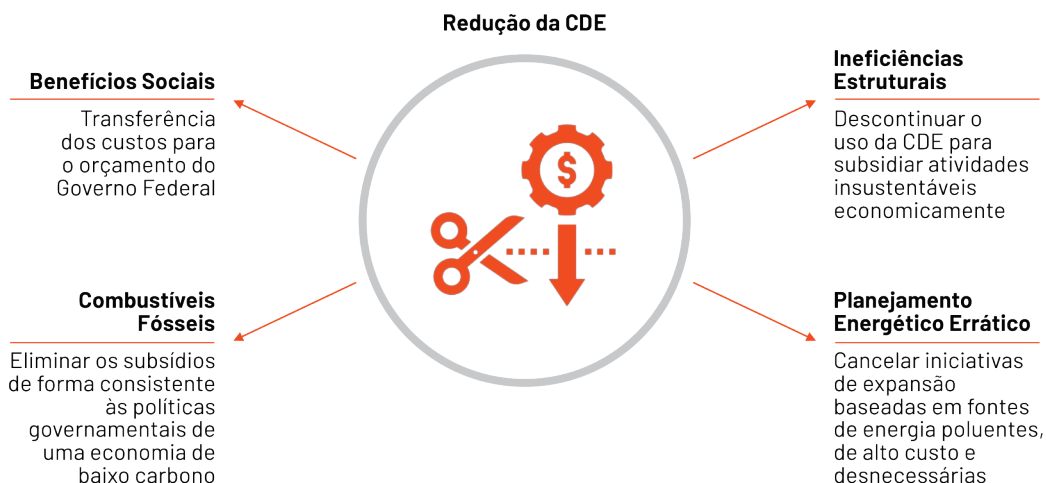 Redução da CDE
Benefícios Sociais
Transferência
dos custos para
o orçamento do
Governo Federal
Ineficiências
Estruturais
Descontinuar o
uso da CDE para
subsidiar atividades
insustentáveis
economicamente
$
Combustíveis
Fósseis
Eliminar os subsídios
de forma consistente
às políticas
governamentais de
uma economia de
baixo carbono
Planejamento
Energético Errático
Cancelar iniciativas
de expansão
baseadas em fontes
de energia poluentes,
de alto custo e
desnecessárias